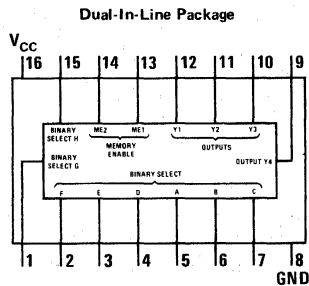 Dual-In-Line Package
VCC
16 15 14 13 12 11 10 9
BINARY SELECT H
ME2 ME1
MEMORY ENABLE
Y1 Y2 Y3
OUTPUTS
BINARY SELECT G
OUTPUT Y4
BINARY SELECT
F E D A B C
1 2 3 4 5 6 7 8
GND